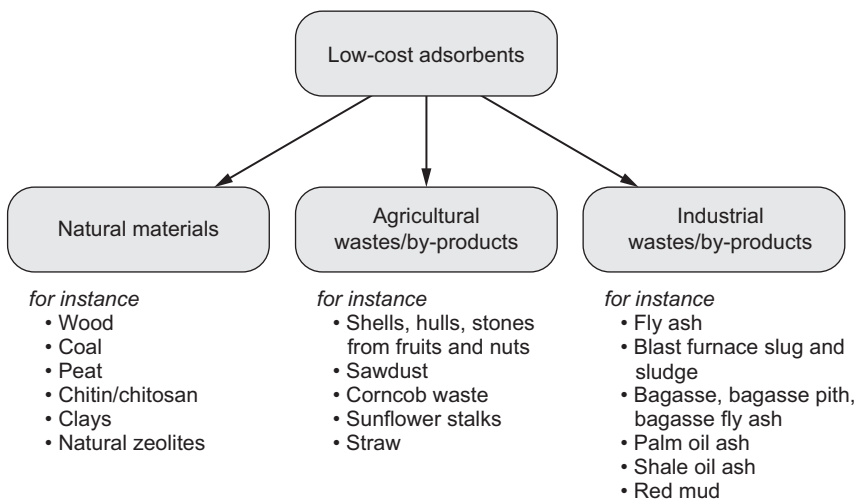 Low-cost adsorbents
Natural materials
for instance
• Wood
• Coal
• Peat
• Chitin/chitosan
• Clays
• Natural zeolites
Agricultural
wastes/by-products
for instance
• Shells, hulls, stones
from fruits and nuts
• Sawdust
• Corncob waste
• Sunflower stalks
• Straw
Industrial
wastes/by-products
for instance
• Fly ash
• Blast furnace slug and
sludge
• Bagasse, bagasse pith,
bagasse fly ash
• Palm oil ash
• Shale oil ash
• Red mud